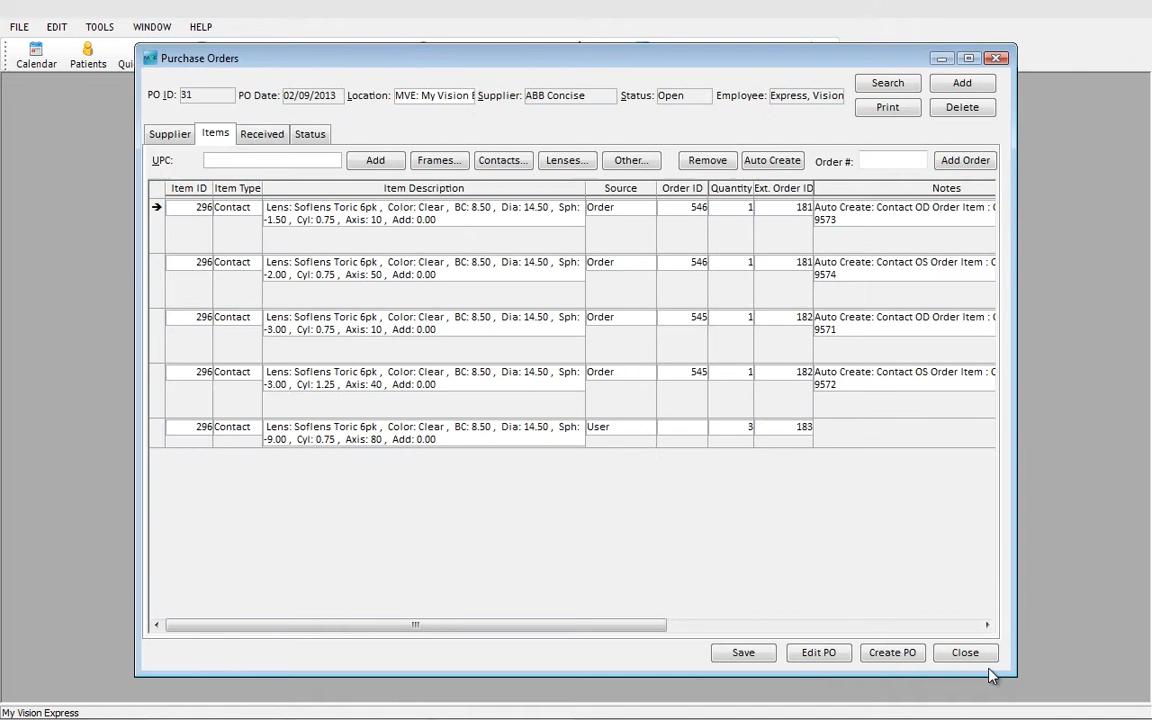 FILE EDIT TOOLS WINDOW HELP
Calendar Patients
Purchase Orders
Search Add
PO ID: 31 PO Date: 02/09/2013 Location: MVE: My Vision Supplier: ABB Concise Status: Open Employee: Express, Vision
Print Delete
Supplier Items Received Status
UPC: Add Frames... Contacts... Lenses... Other... Remove Auto Create Order #: Add Order
Item ID Item Type Item Description Source Order ID Quantity Ext. Order ID Notes
296 Contact Lens: Soflens Toric 6pk , Color: Clear , BC: 8.50 , Dia: 14.50 , Sph: Order 546 1 181 Auto Create: Contact OD Order Item :
-1.50 , Cyl: 0.75 , Axis: 10 , Add: 0.00 9573
296 Contact Lens: Soflens Toric 6pk , Color: Clear , BC: 8.50 , Dia: 14.50 , Sph: Order 546 1 181 Auto Create: Contact OS Order Item :
-2.00 , Cyl: 0.75 , Axis: 50 , Add: 0.00 9574
296 Contact Lens: Soflens Toric 6pk , Color: Clear , BC: 8.50 , Dia: 14.50 , Sph: Order 545 1 182 Auto Create: Contact OD Order Item :
-3.00 , Cyl: 0.75 , Axis: 10 , Add: 0.00 9571
296 Contact Lens: Soflens Toric 6pk , Color: Clear , BC: 8.50 , Dia: 14.50 , Sph: Order 545 1 182 Auto Create: Contact OS Order Item :
-3.00 , Cyl: 1.25 , Axis: 40 , Add: 0.00 9572
296 Contact Lens: Soflens Toric 6pk , Color: Clear , BC: 8.50 , Dia: 14.50 , Sph: User 3 183
-9.00 , Cyl: 0.75 , Axis: 80 , Add: 0.00
Save Edit PO Create PO Close
My Vision Express